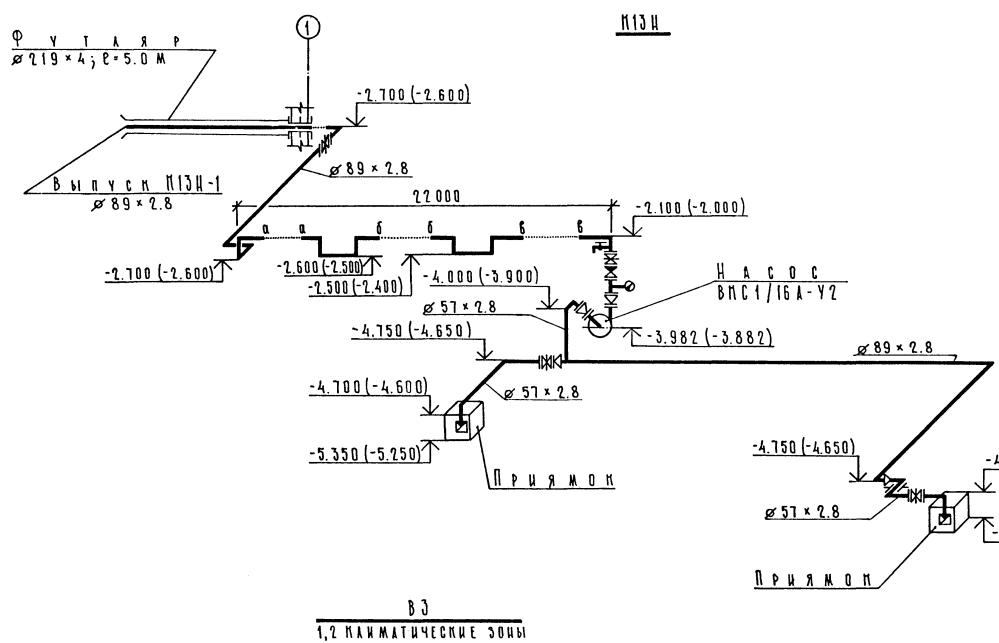 К13Н
1
Футляр
⌀219×4; ℓ=5.0 м
-2.700 (-2.600)
⌀89×2.8
Выпуск К13Н-1
⌀89×2.8
22000
-2.100 (-2.000)
а а б б в в
-2.700 (-2.600)
-2.600 (-2.500)
-2.500 (-2.400)
-4.000 (-3.900)
Насос
ВКС1/16А-У2
⌀57×2.8
-3.982 (-3.882)
-4.750 (-4.650)
⌀89×2.8
-4.700 (-4.600)
⌀57×2.8
-5.350 (-5.250)
Приямок
-4.750 (-4.650)
-4
⌀57×2.8
-
Приямок
В3
1,2 климатические зоны